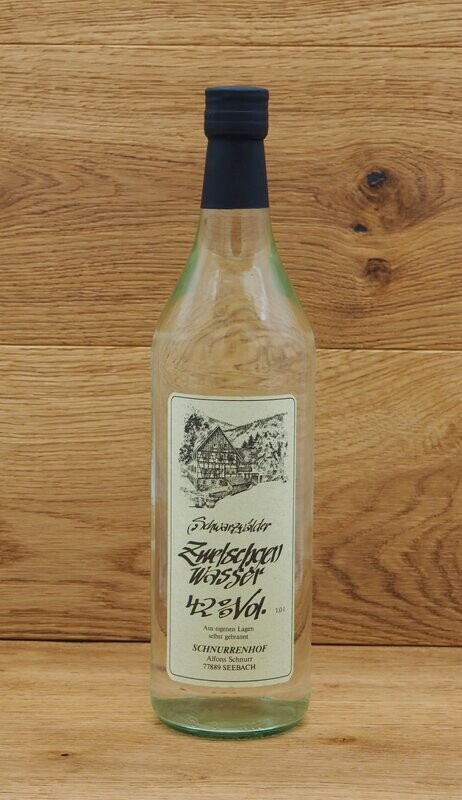 Schwarzwälder
Zwetschgen
Wasser
42%Vol.
1,0 l
Aus eigenen Lagen
selbst gebrannt
SCHNURRENHOF
Alfons Schnurr
77889 SEEBACH